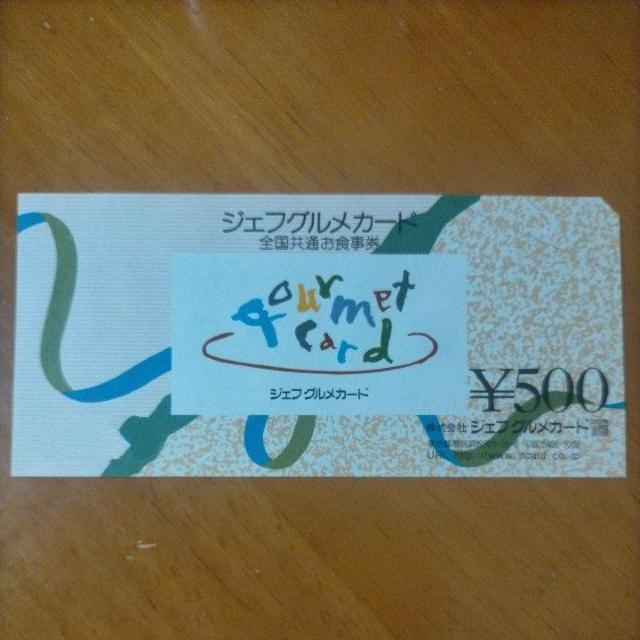 ジェフグルメカード
全国共通お食事券
gourmet
card
ジェフグルメカード
¥500
株式会社 ジェフグルメカード
URL http://www.jfcard.co.jp